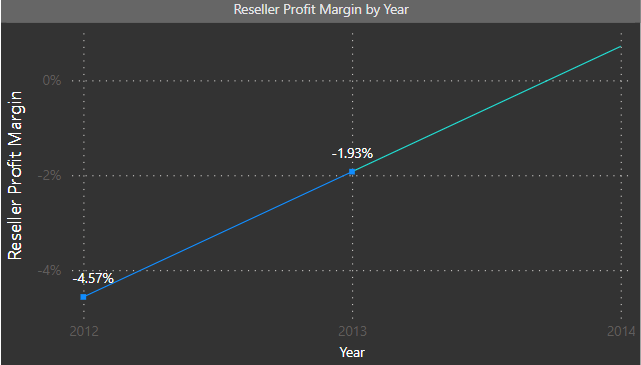 Reseller Profit Margin by Year
Reseller Profit Margin
0%
-2%
-4%
-4.57%
-1.93%
2012
2013
2014
Year